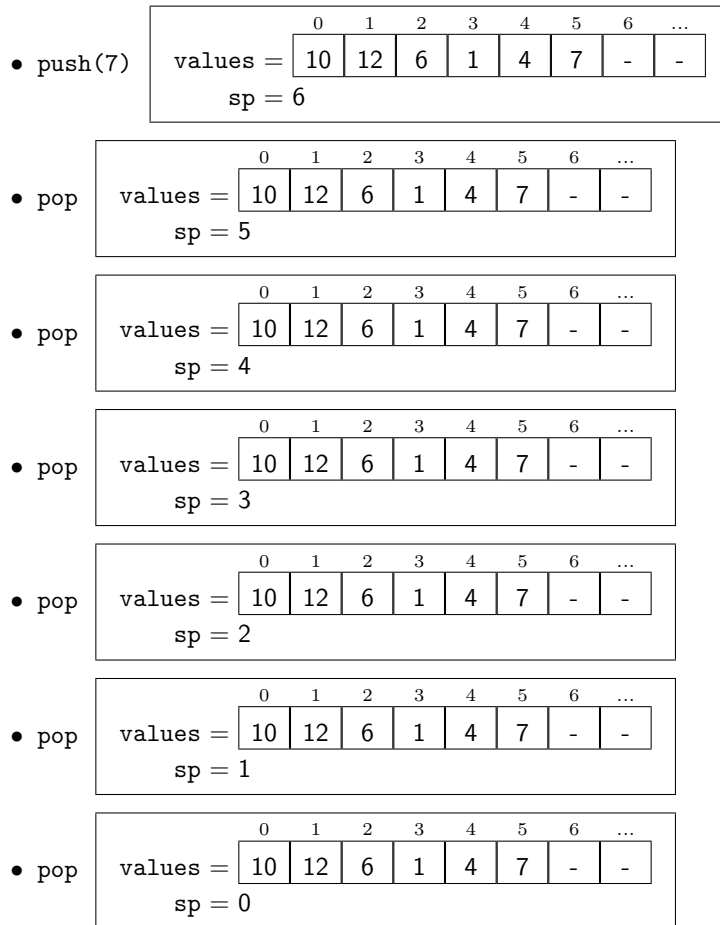 0 1 2 3 4 5 6 ...
• push(7) values = 10 12 6 1 4 7 - -
sp = 6
0 1 2 3 4 5 6 ...
• pop values = 10 12 6 1 4 7 - -
sp = 5
0 1 2 3 4 5 6 ...
• pop values = 10 12 6 1 4 7 - -
sp = 4
0 1 2 3 4 5 6 ...
• pop values = 10 12 6 1 4 7 - -
sp = 3
0 1 2 3 4 5 6 ...
• pop values = 10 12 6 1 4 7 - -
sp = 2
0 1 2 3 4 5 6 ...
• pop values = 10 12 6 1 4 7 - -
sp = 1
0 1 2 3 4 5 6 ...
• pop values = 10 12 6 1 4 7 - -
sp = 0